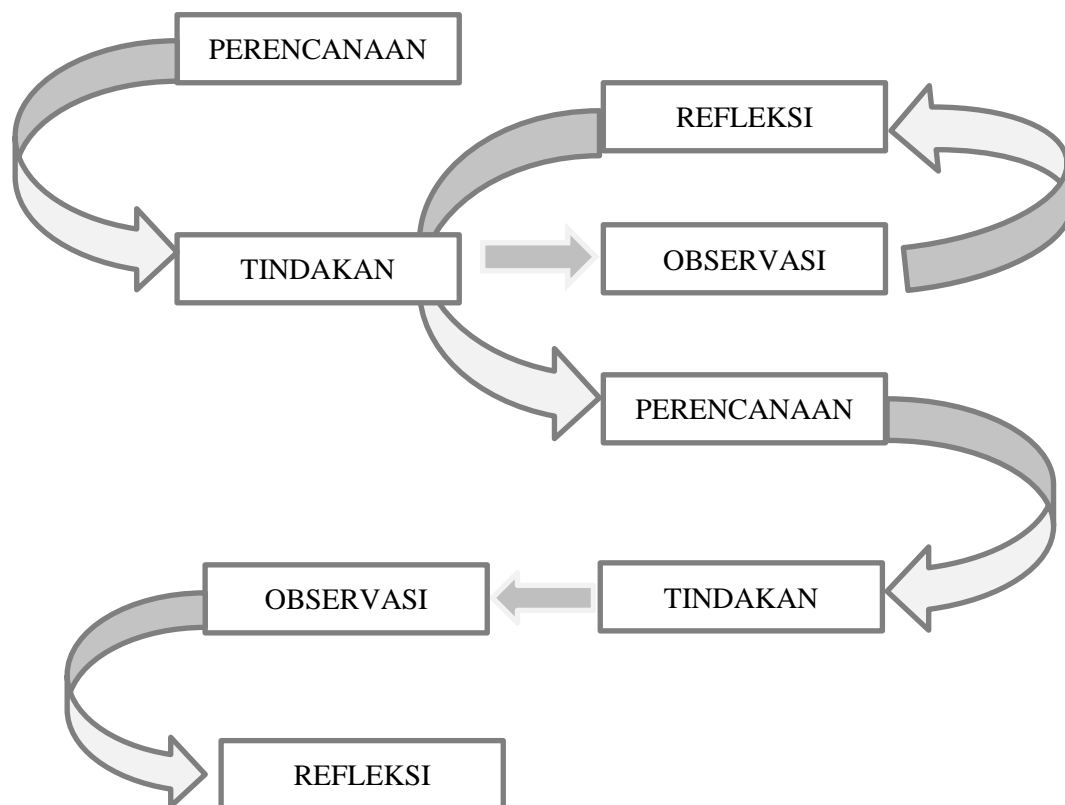 PERENCANAAN
REFLEKSI
TINDAKAN
OBSERVASI
PERENCANAAN
OBSERVASI
TINDAKAN
REFLEKSI